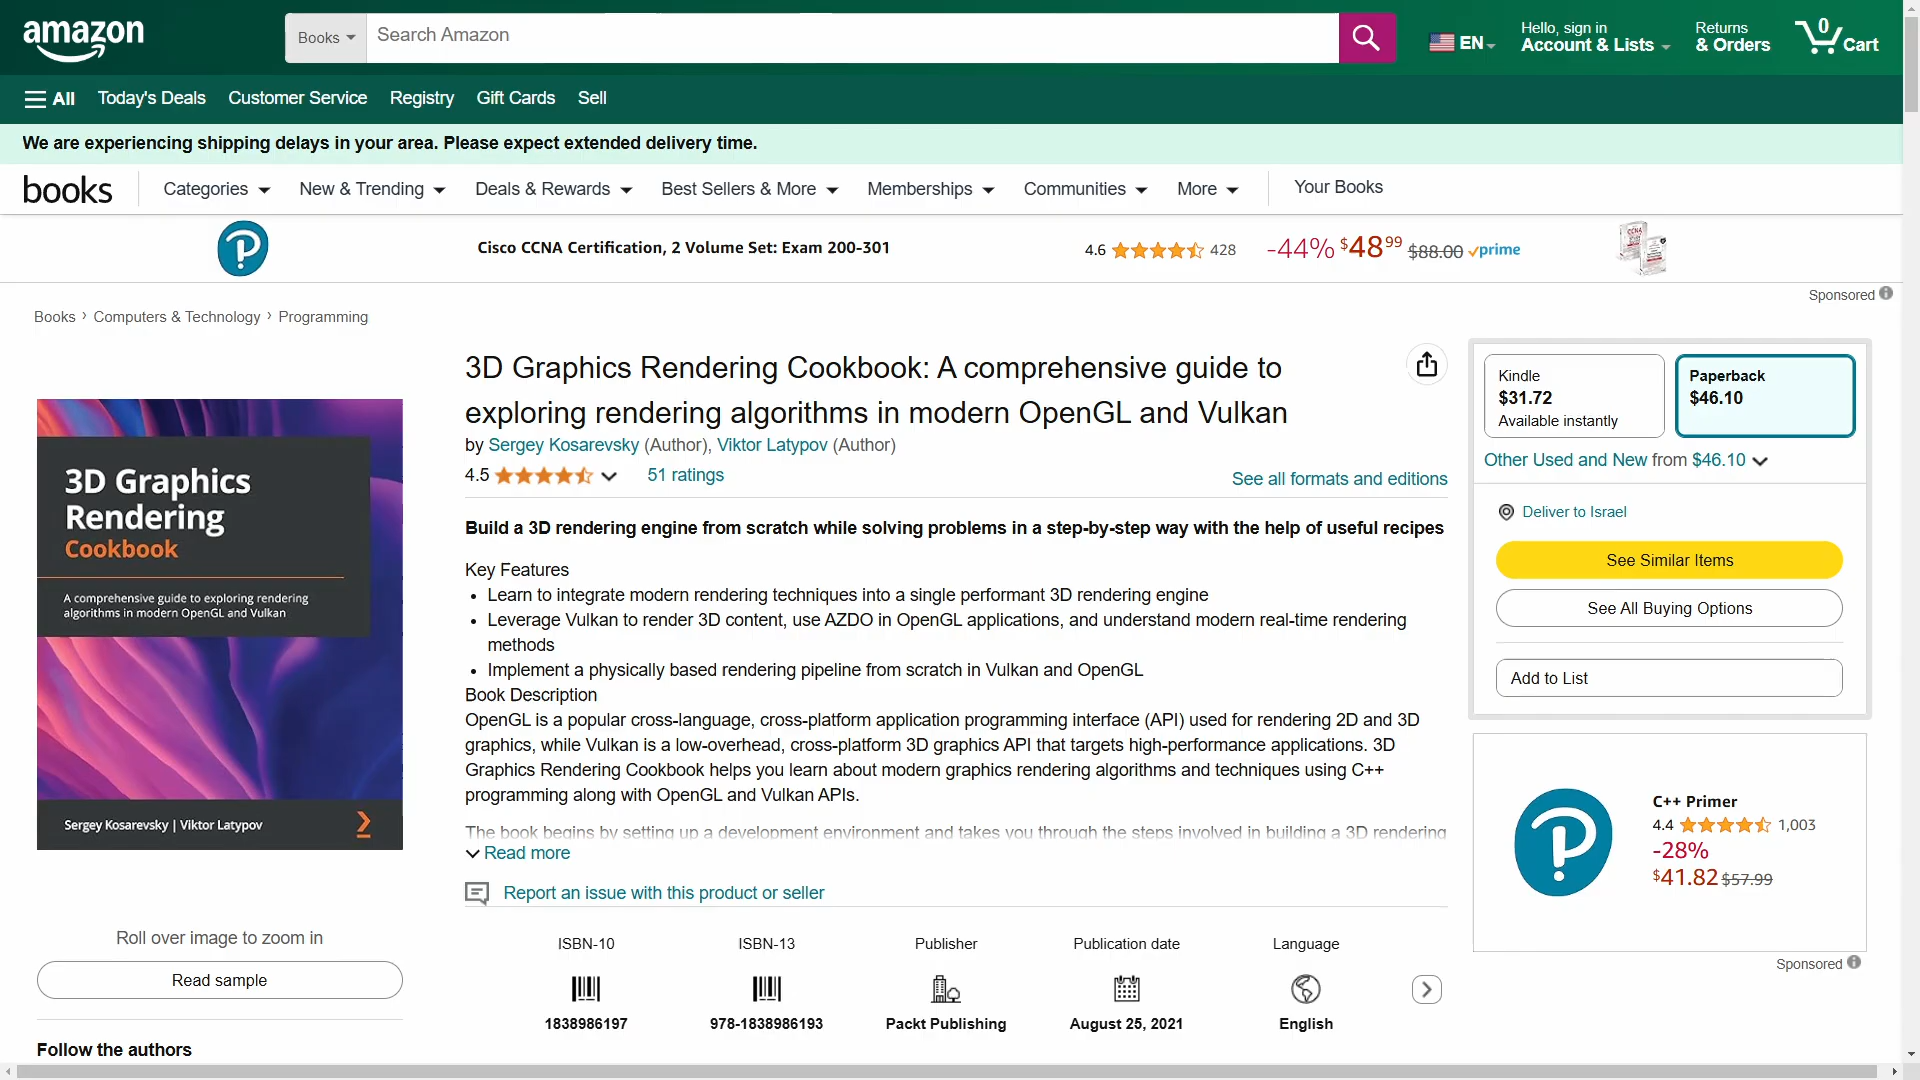 amazon
Books
Search Amazon
EN
Hello, sign in
Account & Lists
Returns
& Orders
0
Cart
All
Today's Deals
Customer Service
Registry
Gift Cards
Sell
We are experiencing shipping delays in your area. Please expect extended delivery time.
books
Categories
New & Trending
Deals & Rewards
Best Sellers & More
Memberships
Communities
More
Your Books
P
Cisco CCNA Certification, 2 Volume Set: Exam 200-301
4.6
428
-44% $48 99 $88.00 prime
Sponsored
Books › Computers & Technology › Programming
3D Graphics
Rendering
Cookbook
A comprehensive guide to exploring rendering
algorithms in modern OpenGL and Vulkan
Sergey Kosarevsky | Viktor Latypov
Roll over image to zoom in
Read sample
Follow the authors
3D Graphics Rendering Cookbook: A comprehensive guide to
exploring rendering algorithms in modern OpenGL and Vulkan
by Sergey Kosarevsky (Author), Viktor Latypov (Author)
4.5
51 ratings
See all formats and editions
Build a 3D rendering engine from scratch while solving problems in a step-by-step way with the help of useful recipes
Key Features
• Learn to integrate modern rendering techniques into a single performant 3D rendering engine
• Leverage Vulkan to render 3D content, use AZDO in OpenGL applications, and understand modern real-time rendering
methods
• Implement a physically based rendering pipeline from scratch in Vulkan and OpenGL
Book Description
OpenGL is a popular cross-language, cross-platform application programming interface (API) used for rendering 2D and 3D
graphics, while Vulkan is a low-overhead, cross-platform 3D graphics API that targets high-performance applications. 3D
Graphics Rendering Cookbook helps you learn about modern graphics rendering algorithms and techniques using C++
programming along with OpenGL and Vulkan APIs.
The book begins by setting up a development environment and takes you through the steps involved in building a 3D rendering
Read more
Report an issue with this product or seller
ISBN-10
1838986197
ISBN-13
978-1838986193
Publisher
Packt Publishing
Publication date
August 25, 2021
Language
English
Kindle
$31.72
Available instantly
Paperback
$46.10
Other Used and New from $46.10
Deliver to Israel
See Similar Items
See All Buying Options
Add to List
P
C++ Primer
4.4
1,003
-28%
$41.82 $57.99
Sponsored